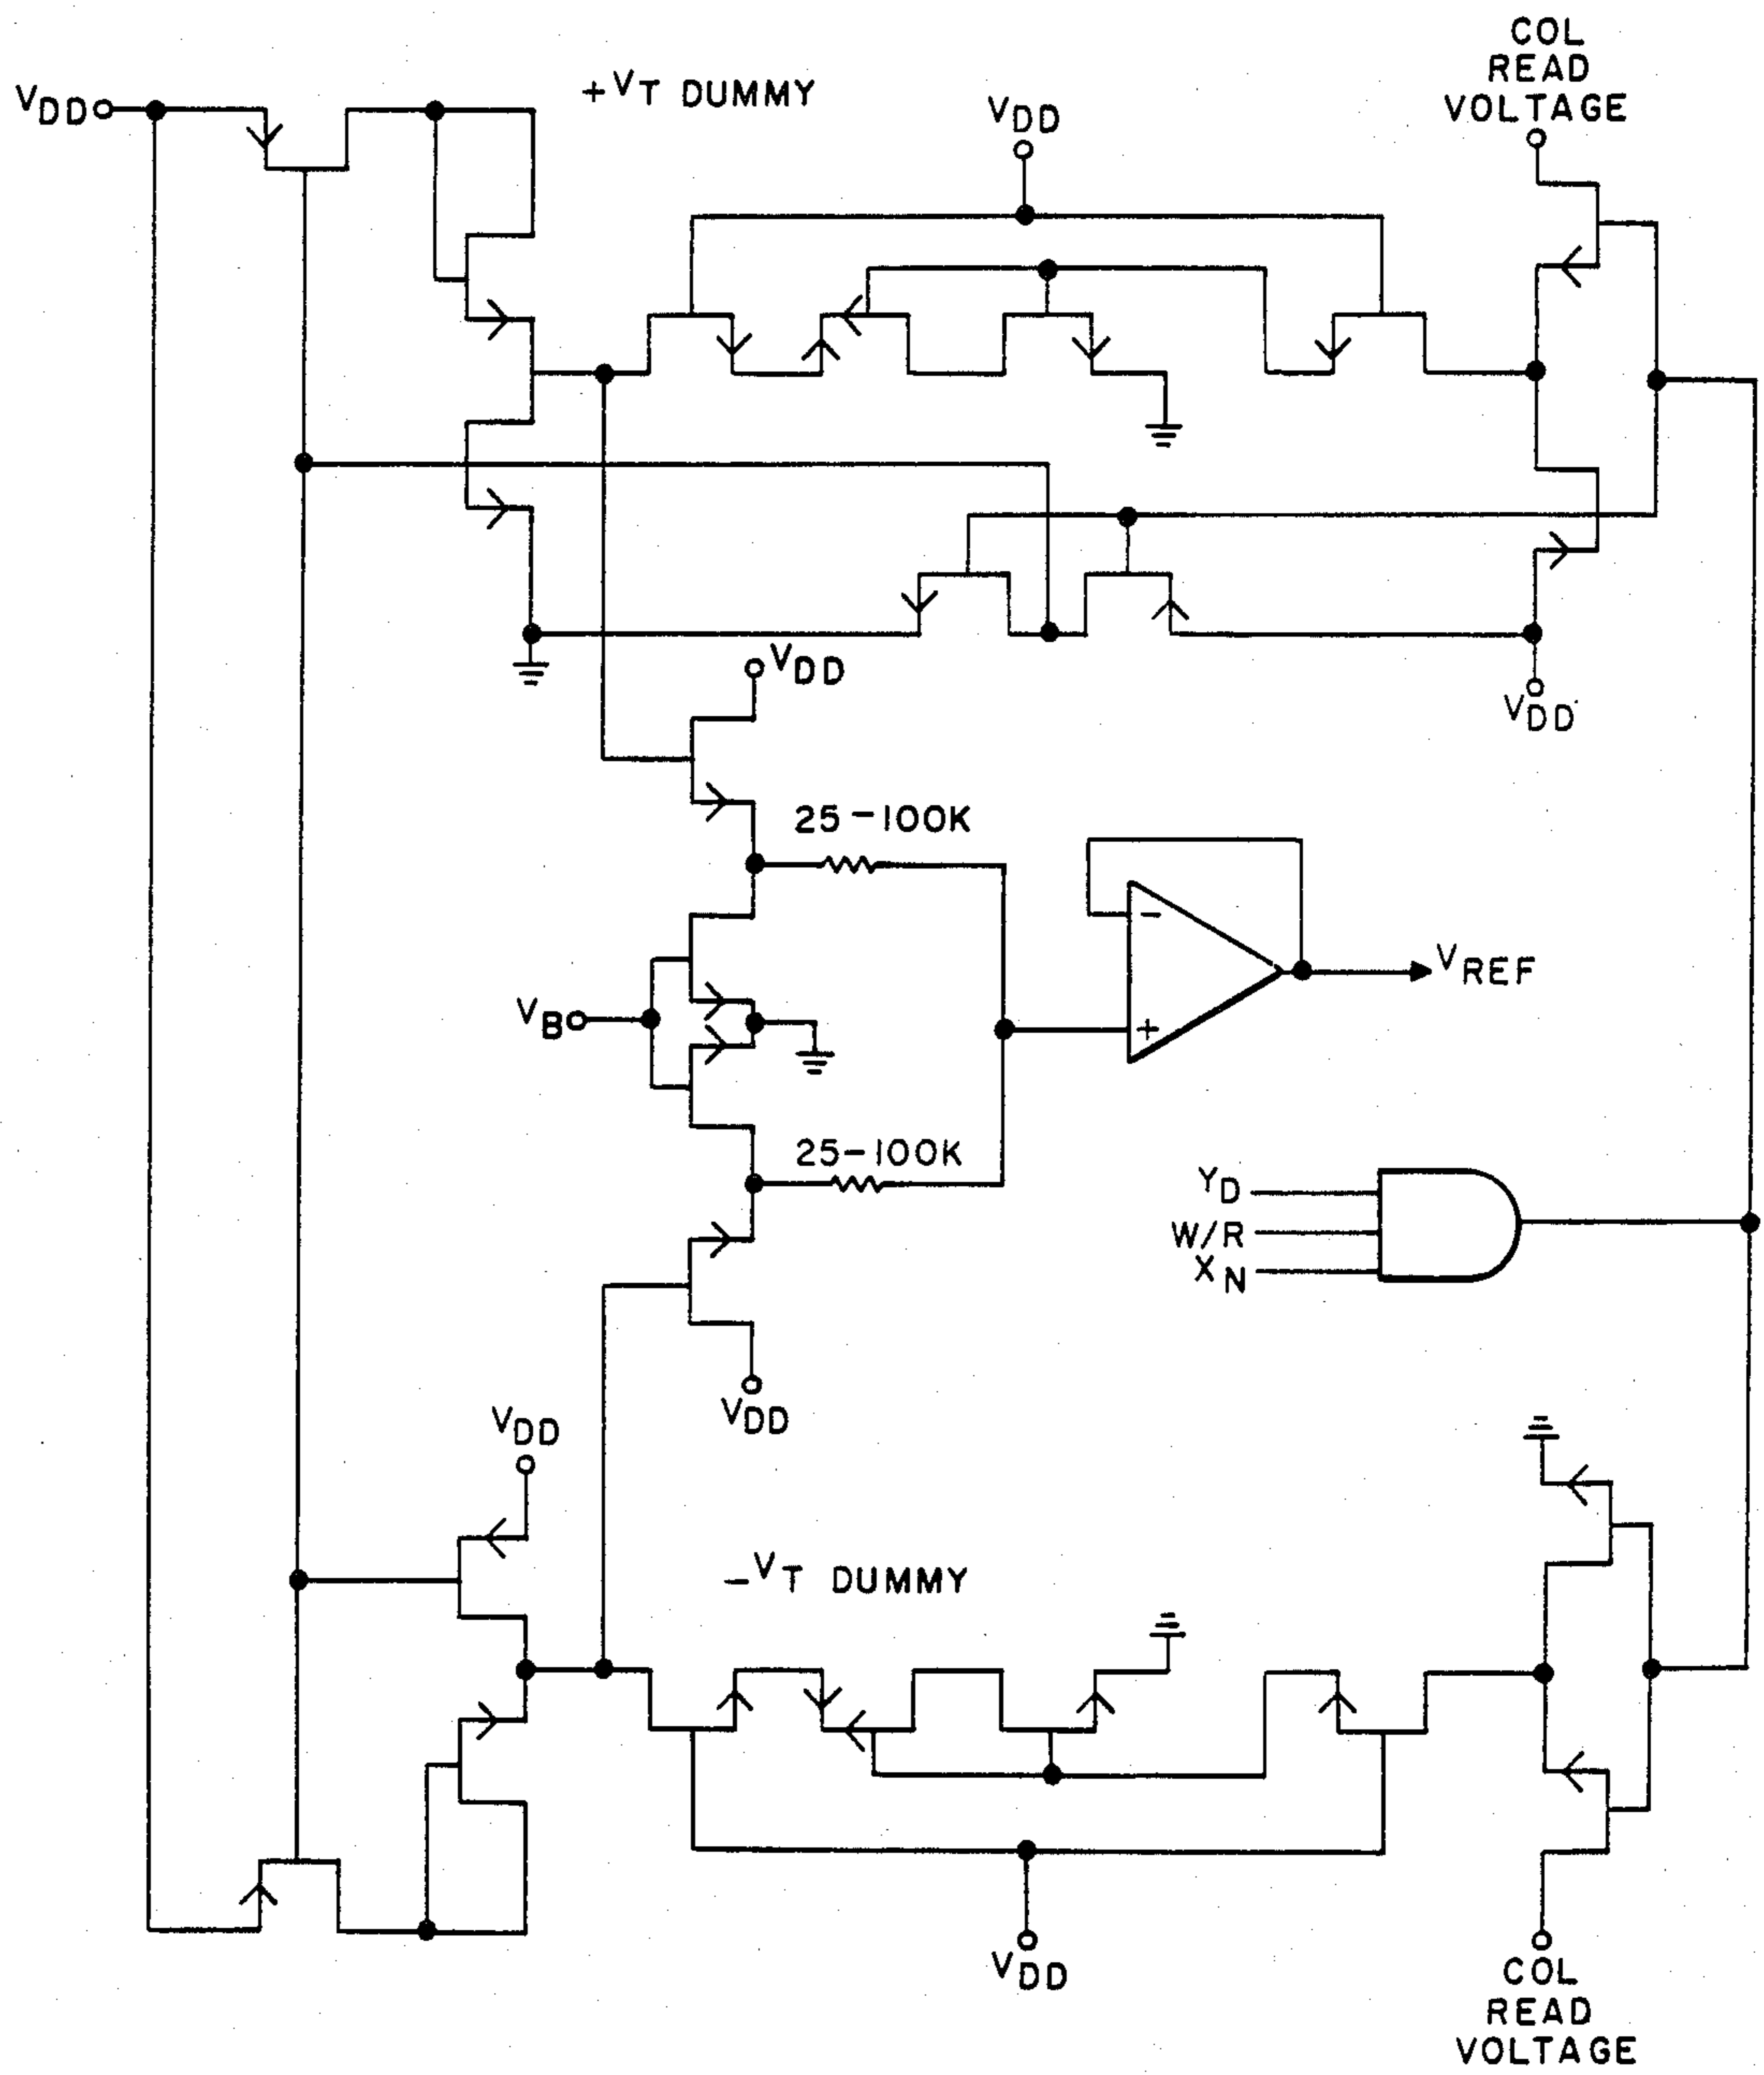 COL
READ
VOLTAGE
VDD
+VT DUMMY
VDD
VDD
VDD
25-100K
-
VREF
VB
+
25-100K
YD
W/R
XN
VDD
VDD
-VT DUMMY
VDD
COL
READ
VOLTAGE